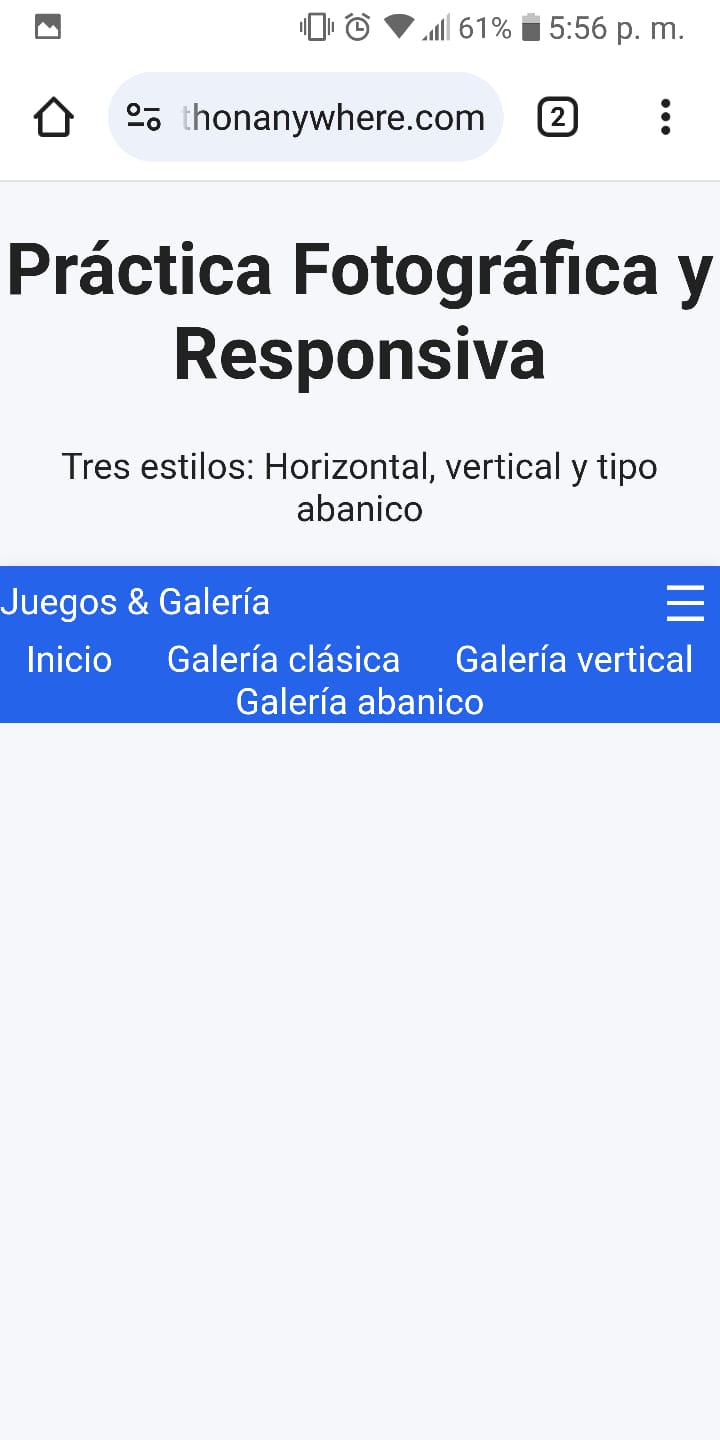 61% 5:56 p. m.
thonanywhere.com 2
Práctica Fotográfica y
Responsiva
Tres estilos: Horizontal, vertical y tipo
abanico
Juegos & Galería
Inicio Galería clásica Galería vertical
Galería abanico